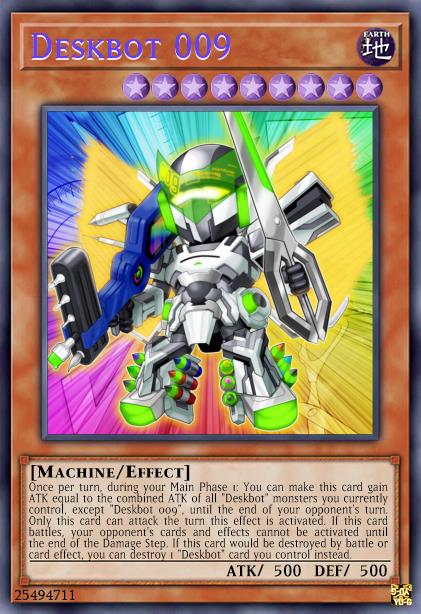 DESKBOT 009
EARTH
地
009
[MACHINE/EFFECT]
Once per turn, during your Main Phase 1: You can make this card gain
ATK equal to the combined ATK of all "Deskbot" monsters you currently
control, except "Deskbot 009", until the end of your opponent's turn.
Only this card can attack the turn this effect is activated. If this card
battles, your opponent's cards and effects cannot be activated until
the end of the Damage Step. If this card would be destroyed by battle or
card effect, you can destroy 1 "Deskbot" card you control instead.
ATK/ 500 DEF/ 500
25494711